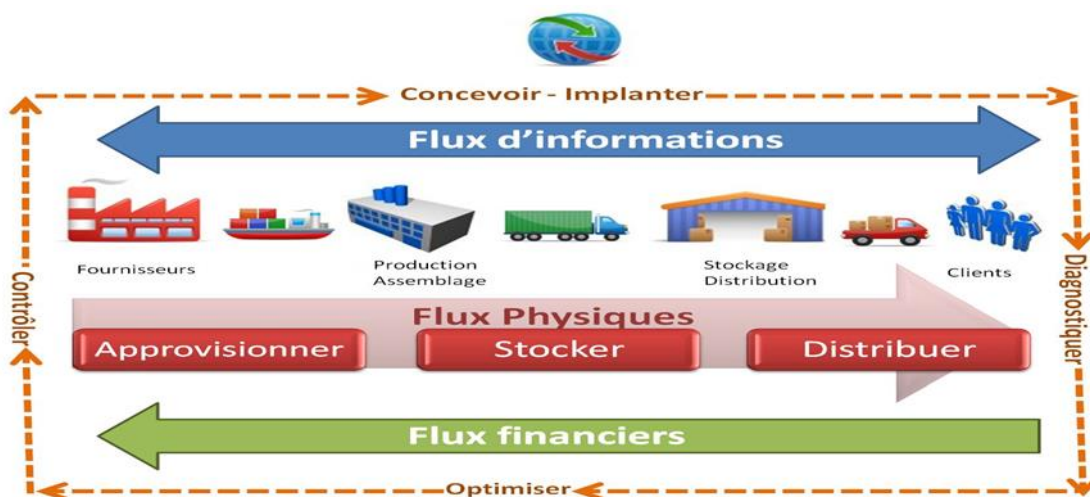 Concevoir - Implanter
Flux d’informations
Fournisseurs
Production
Assemblage
Stockage
Distribution
Clients
Contrôler
Diagnostiquer
Flux Physiques
Approvisionner
Stocker
Distribuer
Flux financiers
Optimiser